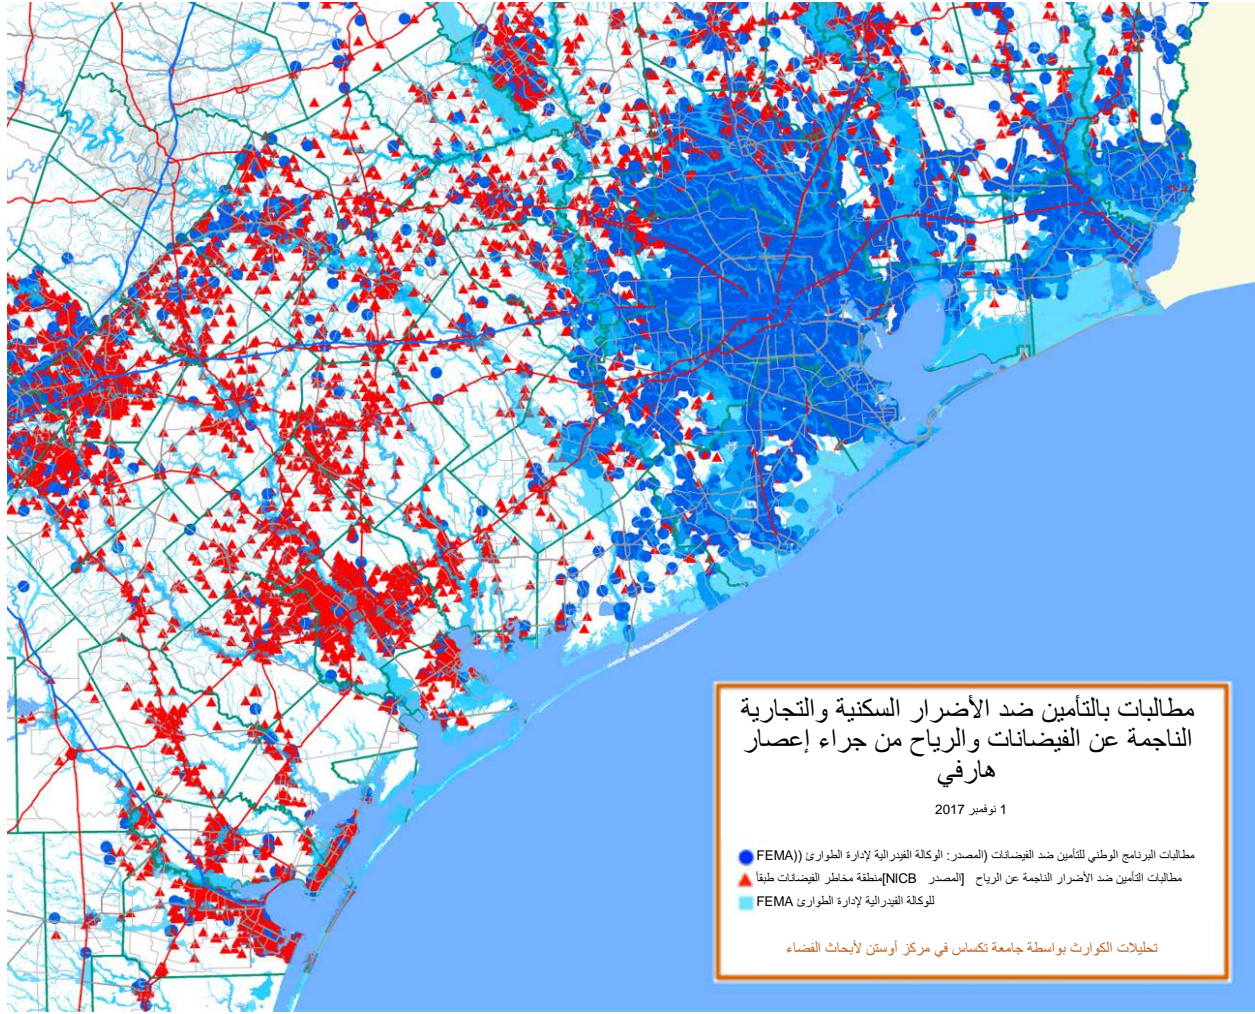 مطالبات بالتأمين ضد الأضرار السكنية والتجارية
الناجمة عن الفيضانات والرياح من جراء إعصار
هارفي
1 نوفمبر 2017
مطالبات البرنامج الوطني للتأمين ضد الفيضانات (المصدر: الوكالة الفيدرالية لإدارة الطوارئ ((FEMA
مطالبات التأمين ضد الأضرار الناجمة عن الرياح [المصدر NICB]منطقة مخاطر الفيضانات طبقا
للوكالة الفيدرالية لإدارة الطوارئ FEMA
تحليلات الكوارث بواسطة جامعة تكساس في مركز أوستن لأبحاث الفضاء